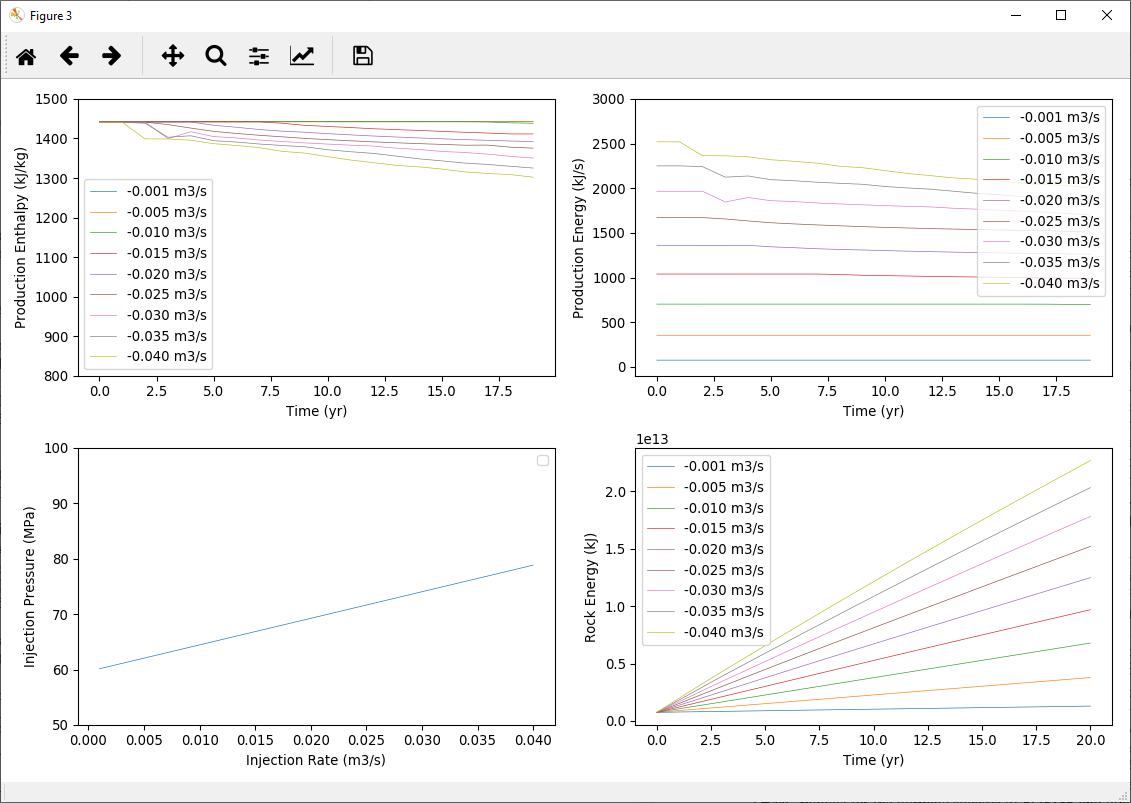 Figure 3
1500
1400
1300
1200
1100
1000
900
800
Production Enthalpy (kJ/kg)
-0.001 m3/s
-0.005 m3/s
-0.010 m3/s
-0.015 m3/s
-0.020 m3/s
-0.025 m3/s
-0.030 m3/s
-0.035 m3/s
-0.040 m3/s
0.0 2.5 5.0 7.5 10.0 12.5 15.0 17.5
Time (yr)
3000
2500
2000
1500
1000
500
0
Production Energy (kJ/s)
-0.001 m3/s
-0.005 m3/s
-0.010 m3/s
-0.015 m3/s
-0.020 m3/s
-0.025 m3/s
-0.030 m3/s
-0.035 m3/s
-0.040 m3/s
0.0 2.5 5.0 7.5 10.0 12.5 15.0 17.5
Time (yr)
100
90
80
70
60
50
Injection Pressure (MPa)
0.000 0.005 0.010 0.015 0.020 0.025 0.030 0.035 0.040
Injection Rate (m3/s)
1e13
2.0
1.5
1.0
0.5
0.0
Rock Energy (kJ)
-0.001 m3/s
-0.005 m3/s
-0.010 m3/s
-0.015 m3/s
-0.020 m3/s
-0.025 m3/s
-0.030 m3/s
-0.035 m3/s
-0.040 m3/s
0.0 2.5 5.0 7.5 10.0 12.5 15.0 17.5 20.0
Time (yr)